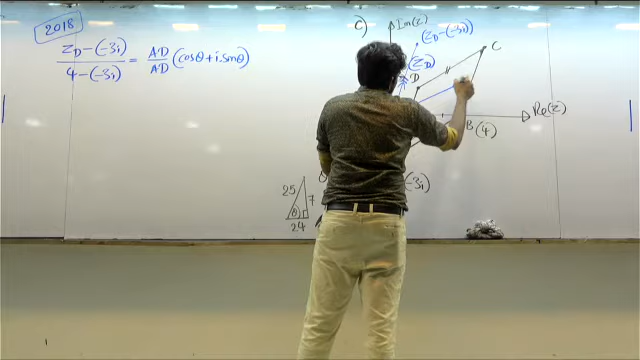 2018
Z_D-(-3i) / 4-(-3i) = AD/AD (cosθ+i.sinθ)
c)
Im(z)
(Z_D-(-3i))
C
(Z_D)
D
Re(z)
B (4)
-3i)
25
7
θ
24